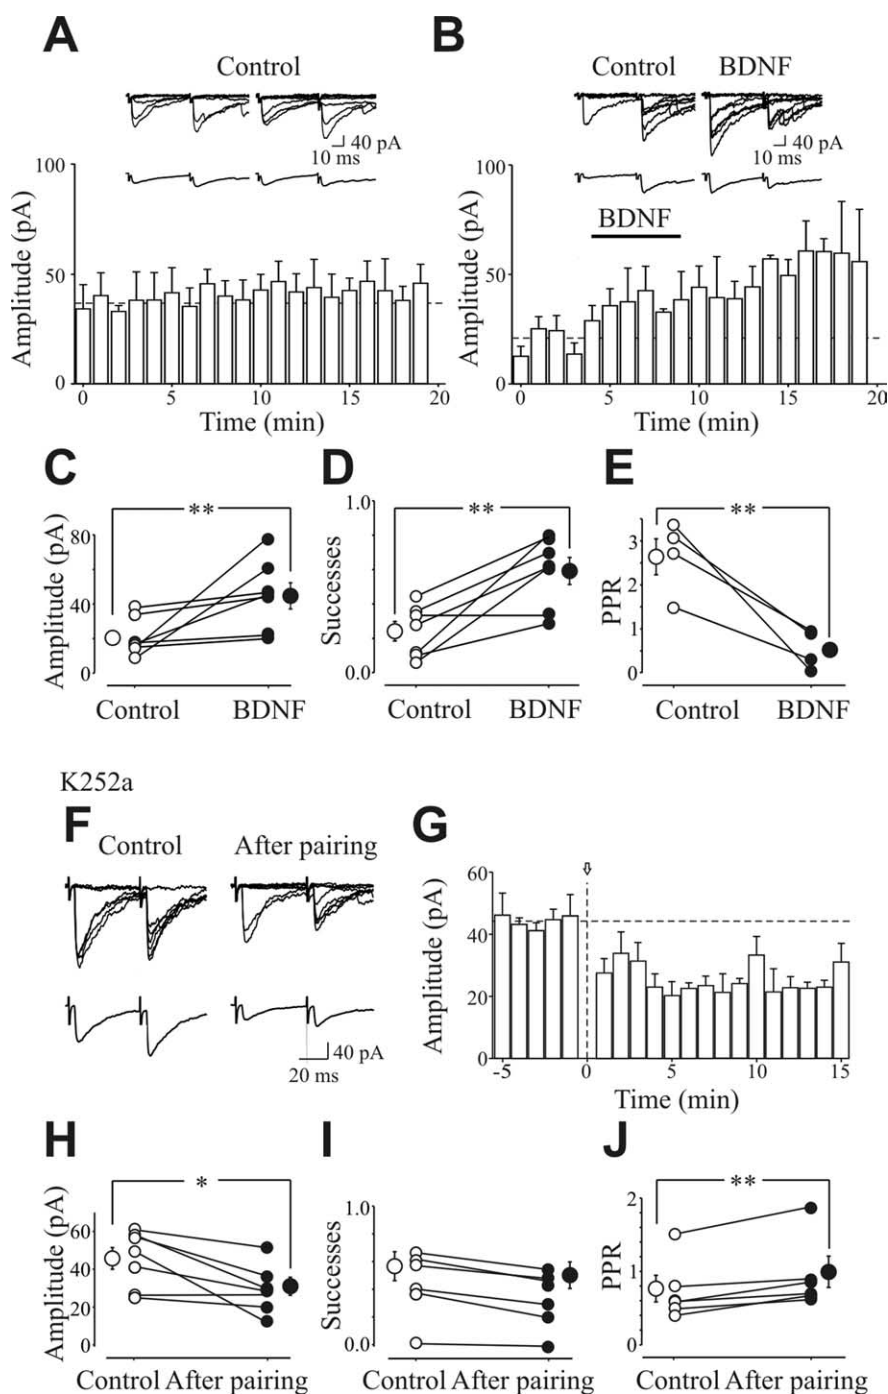 A
Control
40 pA
10 ms
100
50
0
Amplitude (pA)
0 5 10 15 20
Time (min)
B
Control BDNF
40 pA
10 ms
100
BDNF
50
0
Amplitude (pA)
0 5 10 15 20
Time (min)
C
**
80
40
0
Amplitude (pA)
Control BDNF
D
**
1.0
0.0
Successes
Control BDNF
E
**
3
2
1
0
PPR
Control BDNF
K252a
F
Control After pairing
40 pA
20 ms
G
60
40
20
0
Amplitude (pA)
-5 0 5 10 15
Time (min)
H
*
60
40
20
0
Amplitude (pA)
Control After pairing
I
1.0
0.0
Successes
Control After pairing
J
**
2
1
0
PPR
Control After pairing